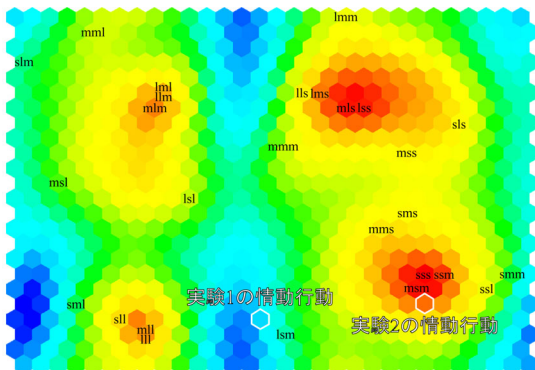 lmm
mml
slm
lml
llm
mlm
lls lms
mls lss
sls
mmm
mss
msl
lsl
sms
mms
sss ssm
smm
msm
ssl
実験1の情動行動
sml
sll
mll
lll
lsm
実験2の情動行動